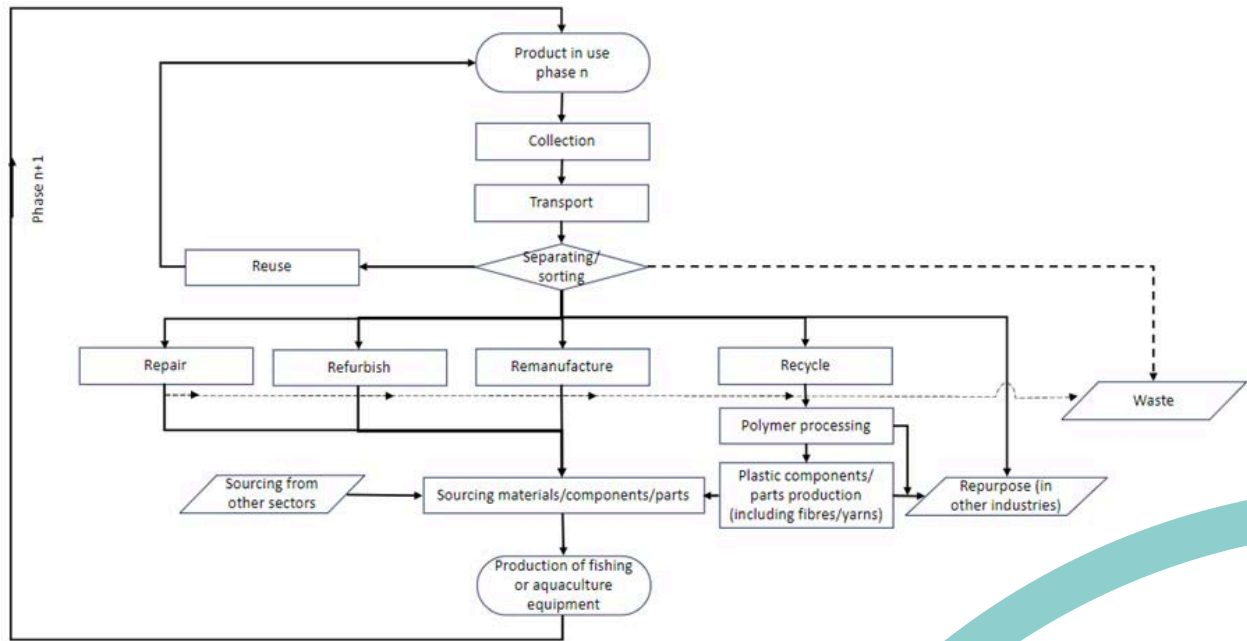 Product in use
phase n
Collection
Phase n+1
Transport
Reuse
Separating/
sorting
Repair
Refurbish
Remanufacture
Recycle
Waste
Polymer processing
Sourcing from
other sectors
Sourcing materials/components/parts
Plastic components/
parts production
(including fibres/yarns)
Repurpose (in
other industries)
Production of fishing
or aquaculture
equipment